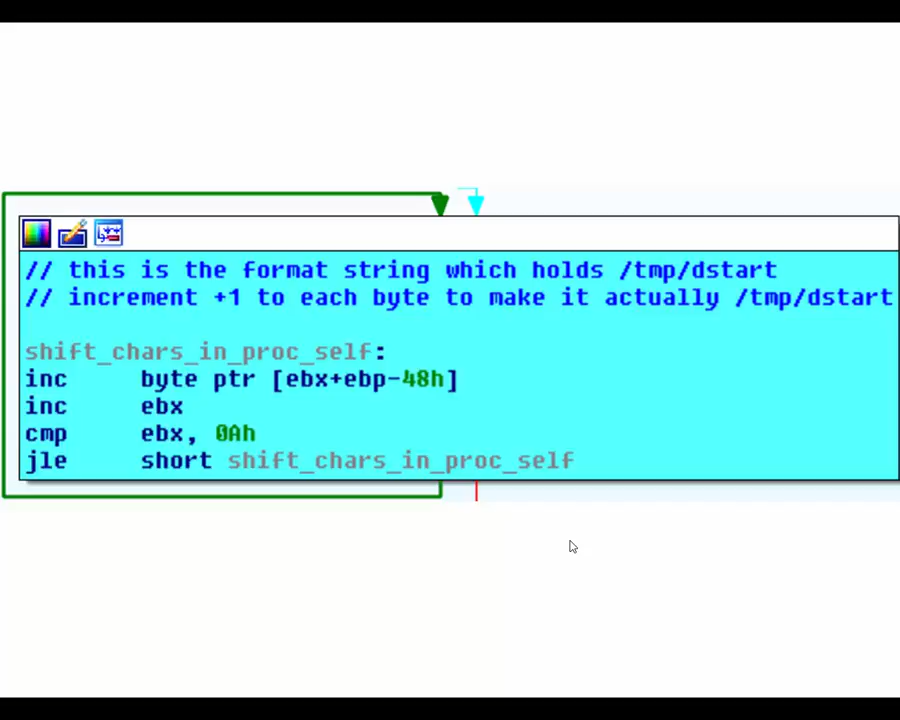 // this is the format string which holds /tmp/dstart
// increment +1 to each byte to make it actually /tmp/dstart
shift_chars_in_proc_self:
inc byte ptr [ebx+ebp-48h]
inc ebx
cmp ebx, 0Ah
jle short shift_chars_in_proc_self